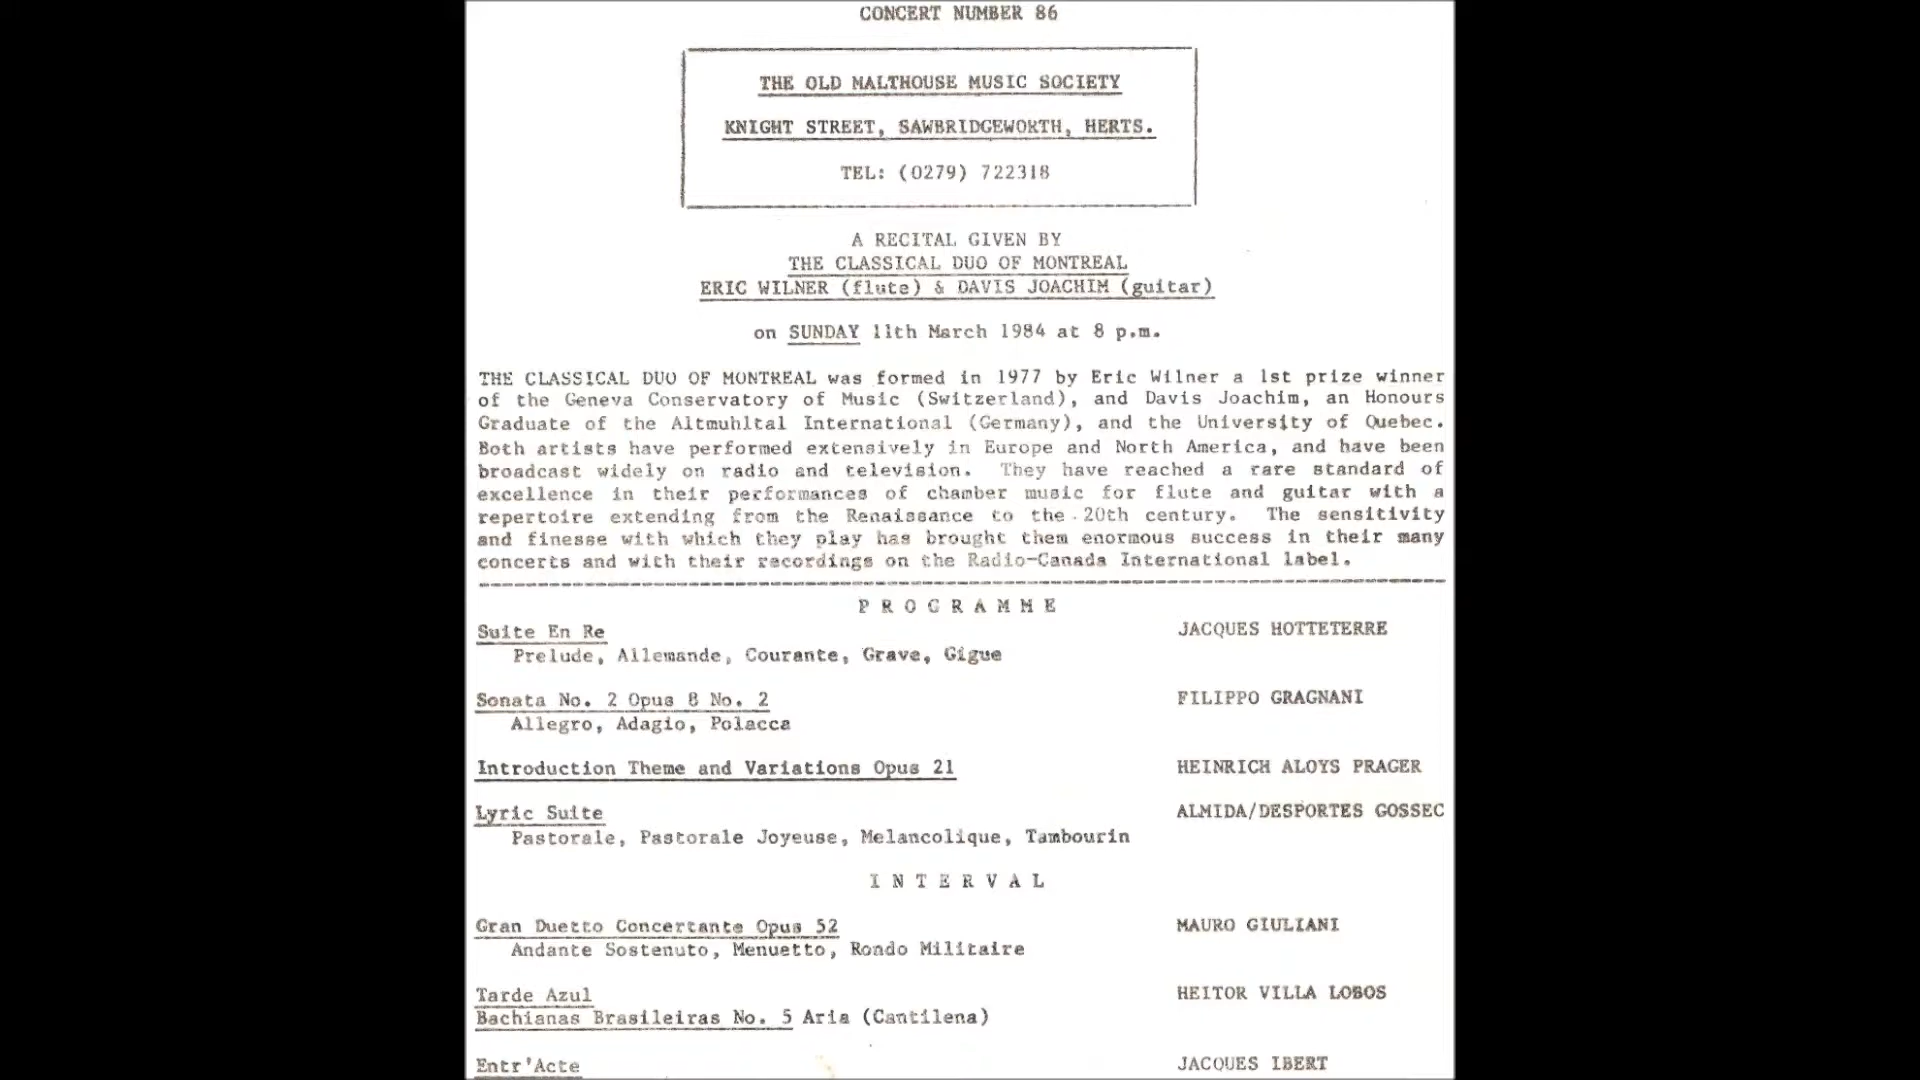 CONCERT NUMBER 86
THE OLD MALTHOUSE MUSIC SOCIETY
KNIGHT STREET, SAWBRIDGEWORTH, HERTS.
TEL: (0279) 722318
A RECITAL GIVEN BY
THE CLASSICAL DUO OF MONTREAL
ERIC WILNER (flute) & DAVIS JOACHIM (guitar)
on SUNDAY 11th March 1984 at 8 p.m.
THE CLASSICAL DUO OF MONTREAL was formed in 1977 by Eric Wilner a 1st prize winner
of the Geneva Conservatory of Music (Switzerland), and Davis Joachim, an Honours
Graduate of the Altmuhltal International (Germany), and the University of Quebec.
Both artists have performed extensively in Europe and North America, and have been
broadcast widely on radio and television. They have reached a rare standard of
excellence in their performances of chamber music for flute and guitar with a
repertoire extending from the Renaissance to the 20th century. The sensitivity
and finesse with which they play has brought them enormous success in their many
concerts and with their recordings on the Radio-Canada International label.
PROGRAMME
Suite En Re JACQUES HOTTETERRE
Prelude, Allemande, Courante, Grave, Gigue
Sonata No. 2 Opus 8 No. 2 FILIPPO GRAGNANI
Allegro, Adagio, Polacca
Introduction Theme and Variations Opus 21 HEINRICH ALOYS PRAGER
Lyric Suite ALMIDA/DESPORTES GOSSEC
Pastorale, Pastorale Joyeuse, Melancolique, Tambourin
INTERVAL
Gran Duetto Concertante Opus 52 MAURO GIULIANI
Andante Sostenuto, Menuetto, Rondo Militaire
Tarde Azul HEITOR VILLA LOBOS
Bachianas Brasileiras No. 5 Aria (Cantilena)
Entr'Acte JACQUES IBERT